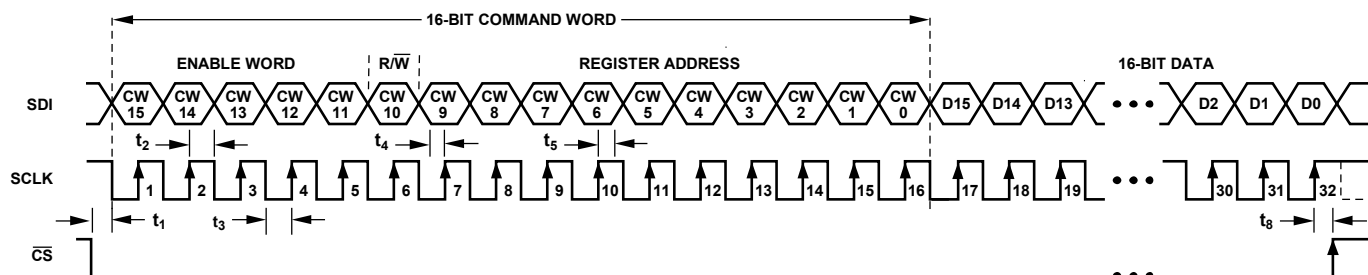 16-BIT COMMAND WORD
ENABLE WORD R/W REGISTER ADDRESS 16-BIT DATA
SDI CW 15 CW 14 CW 13 CW 12 CW 11 CW 10 CW 9 CW 8 CW 7 CW 6 CW 5 CW 4 CW 3 CW 2 CW 1 CW 0 D15 D14 D13 ••• D2 D1 D0
t2 t4 t5
SCLK 1 2 3 4 5 6 7 8 9 10 11 12 13 14 15 16 17 18 19 ••• 30 31 32
t1 t3 t8
CS •••